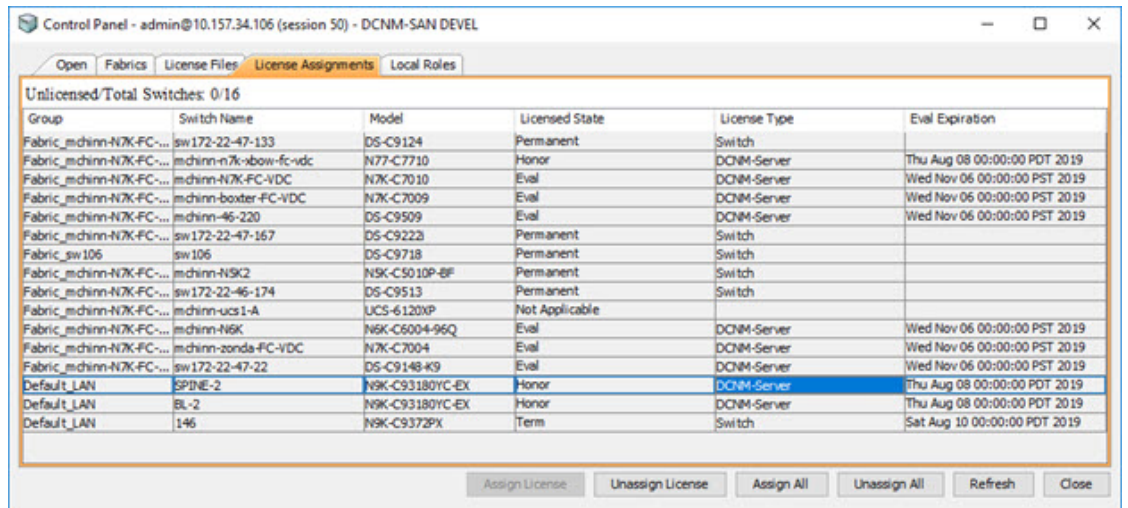 Control Panel - admin@10.157.34.106 (session 50) - DCNM-SAN DEVEL
Open Fabrics License Files License Assignments Local Roles
Unlicensed/Total Switches: 0/16
Group Switch Name Model Licensed State License Type Eval Expiration
Fabric_mchinn-N7K-FC-... sw172-22-47-133 DS-C9124 Permanent Switch
Fabric_mchinn-N7K-FC-... mchinn-n7k-xbow-fc-vdc N77-C7710 Honor DCNM-Server Thu Aug 08 00:00:00 PDT 2019
Fabric_mchinn-N7K-FC-... mchinn-N7K-FC-VDC N7K-C7010 Eval DCNM-Server Wed Nov 06 00:00:00 PST 2019
Fabric_mchinn-N7K-FC-... mchinn-boxter-FC-VDC N7K-C7009 Eval DCNM-Server Wed Nov 06 00:00:00 PST 2019
Fabric_mchinn-N7K-FC-... mchinn-46-220 DS-C9509 Eval DCNM-Server Wed Nov 06 00:00:00 PST 2019
Fabric_mchinn-N7K-FC-... sw172-22-47-167 DS-C9222i Permanent Switch
Fabric_sw106 sw106 DS-C9718 Permanent Switch
Fabric_mchinn-N7K-FC-... mchinn-N5K2 N5K-C5010P-BF Permanent Switch
Fabric_mchinn-N7K-FC-... sw172-22-46-174 DS-C9513 Permanent Switch
Fabric_mchinn-N7K-FC-... mchinn-ucs1-A UCS-6120XP Not Applicable
Fabric_mchinn-N7K-FC-... mchinn-N6K N6K-C6004-96Q Eval DCNM-Server Wed Nov 06 00:00:00 PST 2019
Fabric_mchinn-N7K-FC-... mchinn-zonda-FC-VDC N7K-C7004 Eval DCNM-Server Wed Nov 06 00:00:00 PST 2019
Fabric_mchinn-N7K-FC-... sw172-22-47-22 DS-C9148-K9 Eval DCNM-Server Wed Nov 06 00:00:00 PST 2019
Default_LAN SPINE-2 N9K-C93180YC-EX Honor DCNM-Server Thu Aug 08 00:00:00 PDT 2019
Default_LAN BL-2 N9K-C93180YC-EX Honor DCNM-Server Thu Aug 08 00:00:00 PDT 2019
Default_LAN 146 N9K-C9372PX Term Switch Sat Aug 10 00:00:00 PDT 2019
Assign License Unassign License Assign All Unassign All Refresh Close